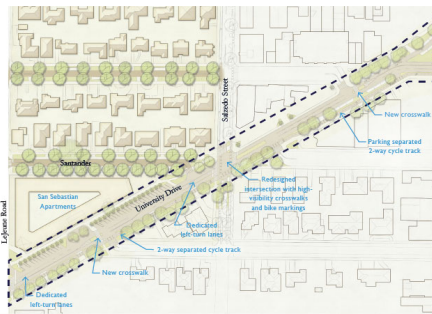 Salzedo Street
New crosswalk
Parking separated
2-way cycle track
Santander
Redesigned
intersection with high-
visibility crosswalks
and bike markings
San Sebastian
Apartments
University Drive
Dedicated
left-turn lanes
LeJeune Road
2-way separated cycle track
New crosswalk
Dedicated
left-turn lanes